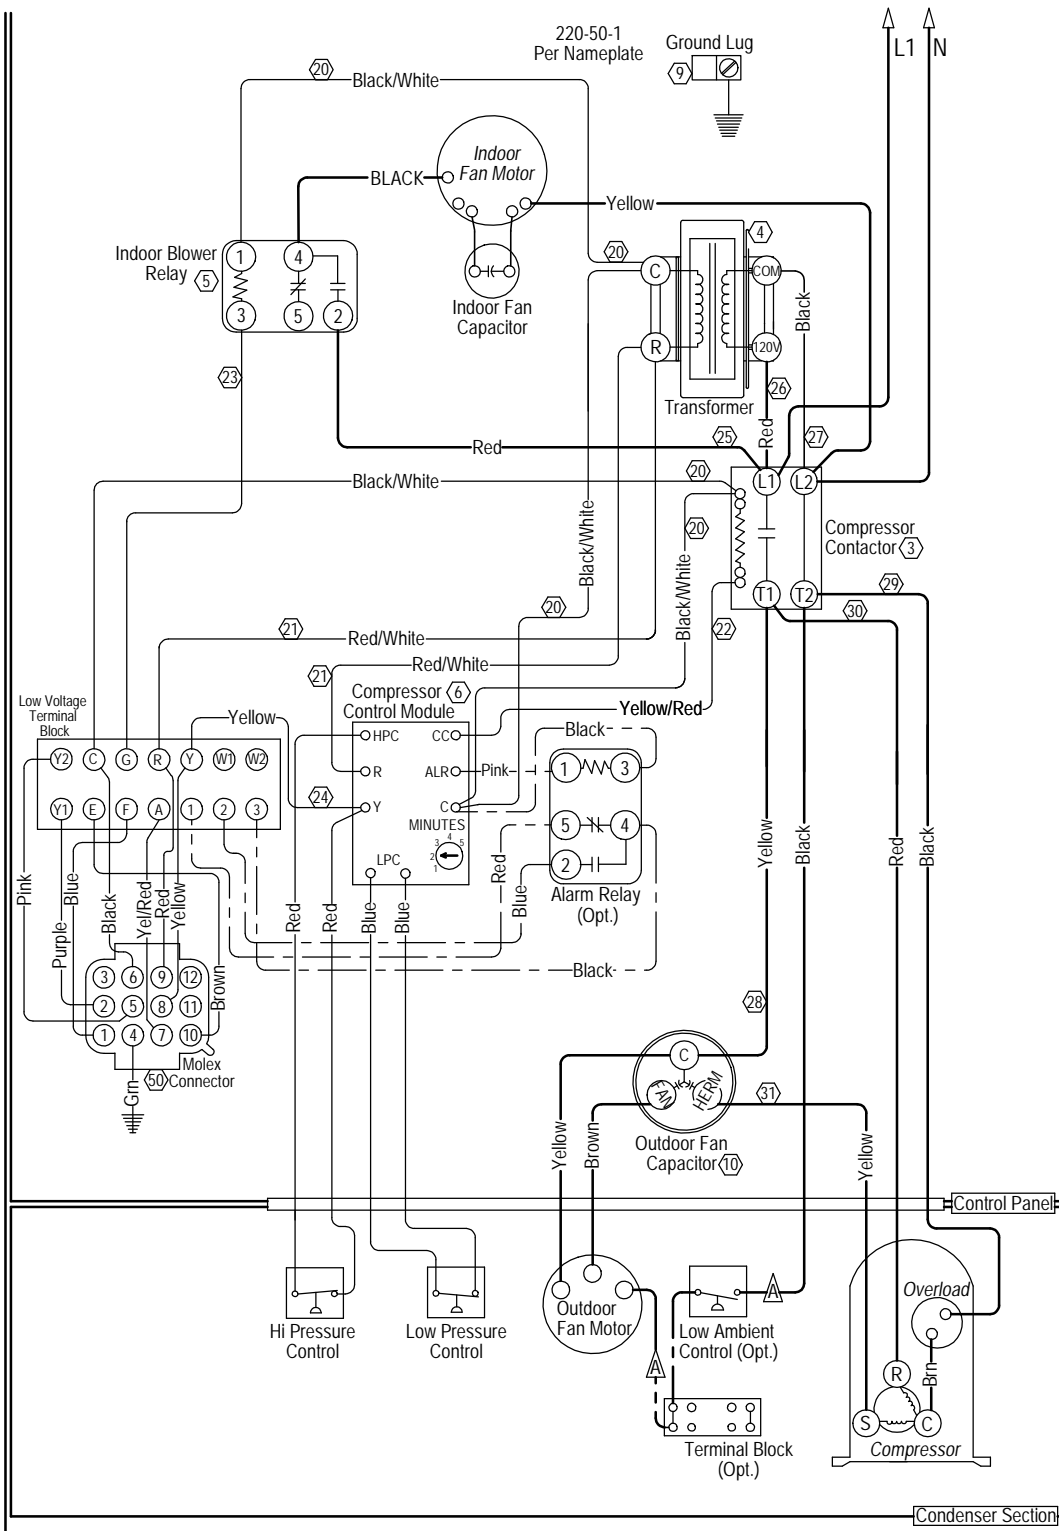 220-50-1
Per Nameplate
Ground Lug
9
L1
N
20
Black/White
Indoor
Fan Motor
BLACK
Yellow
4
Indoor Blower
Relay
5
1
4
3
5
2
Indoor Fan
Capacitor
20
C
COM
R
120V
Black
Transformer
23
26
Red
25
27
Red
20
L1
L2
Black/White
20
Compressor
Contactor
3
Black/White
Black/White
20
T1
T2
29
30
22
21
Red/White
21
Red/White
Low Voltage
Terminal
Block
Compressor
6
Control Module
Yellow
Yellow/Red
Black
Y2
C
G
R
Y
W1
W2
Y1
E
F
A
1
2
3
24
HPC
CC
R
ALR
Y
C
MINUTES
1
2
3
4
5
LPC
Pink
1
3
5
4
2
Alarm Relay
(Opt.)
Yellow
Black
Red
Black
Pink
Purple
Blue
Black
Yel/Red
Red
Yellow
Brown
Red
Red
Blue
Blue
Red
Blue
Black
3
6
9
12
2
5
8
11
1
4
7
10
Molex
Connector
50
Grn
28
C
FAN
HERM
31
Outdoor Fan
Capacitor
10
Yellow
Brown
Yellow
Control Panel
Hi Pressure
Control
Low Pressure
Control
Outdoor
Fan Motor
Low Ambient
Control (Opt.)
A
A
Terminal Block
(Opt.)
Overload
Brn
R
S
C
Compressor
Condenser Section